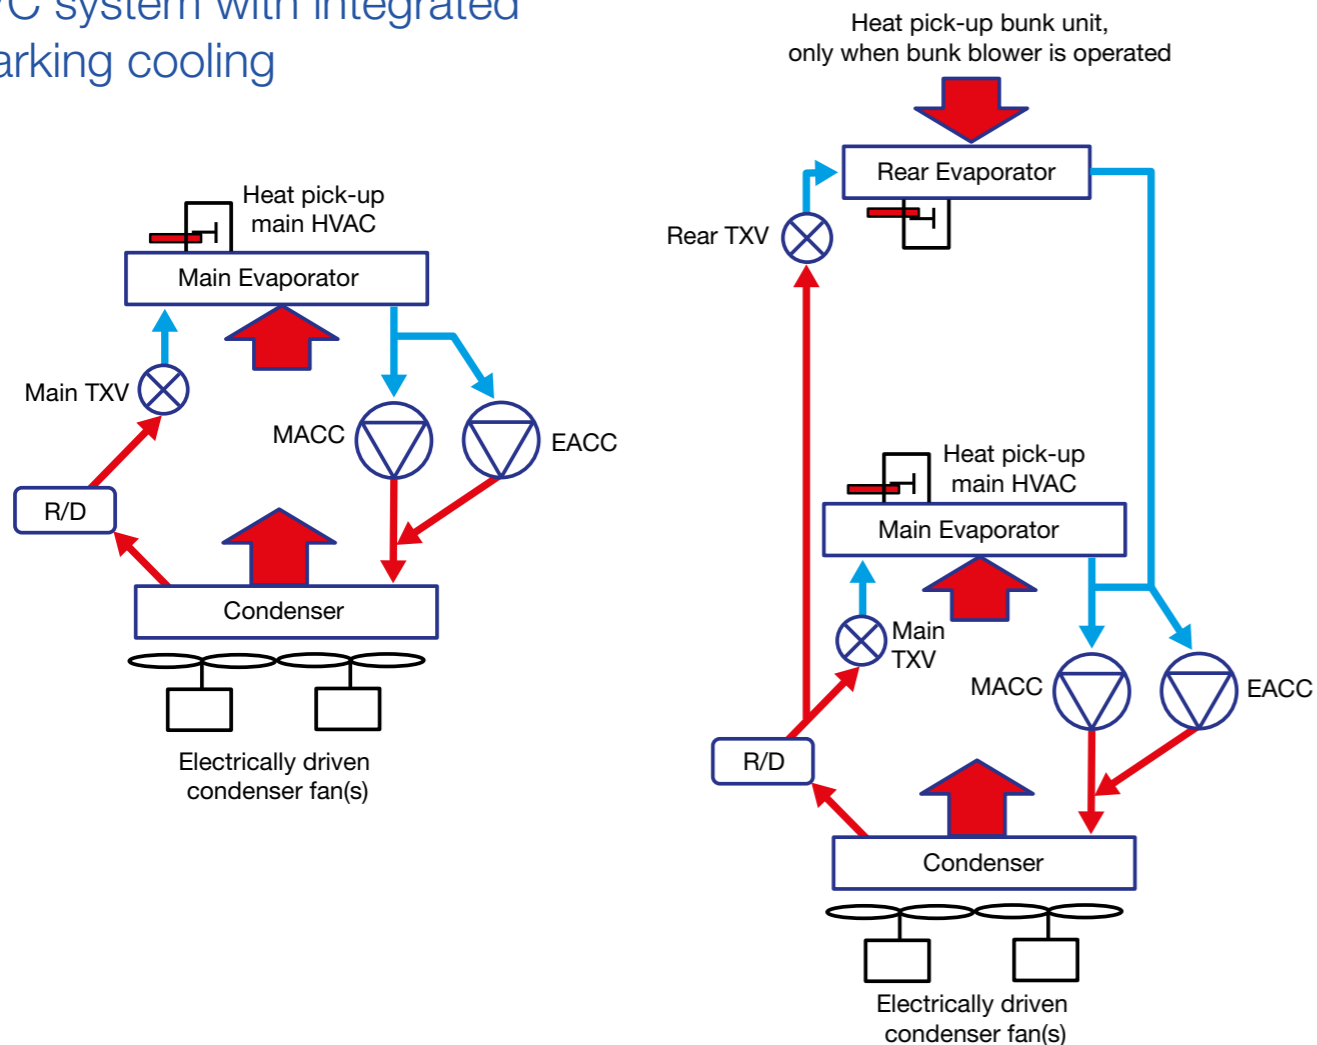 C system with integrated
arking cooling
Heat pick-up
main HVAC
Main Evaporator
Main TXV
MACC
EACC
R/D
Condenser
Electrically driven
condenser fan(s)
Heat pick-up bunk unit,
only when bunk blower is operated
Rear Evaporator
Rear TXV
Heat pick-up
main HVAC
Main Evaporator
Main
TXV
MACC
EACC
R/D
Condenser
Electrically driven
condenser fan(s)